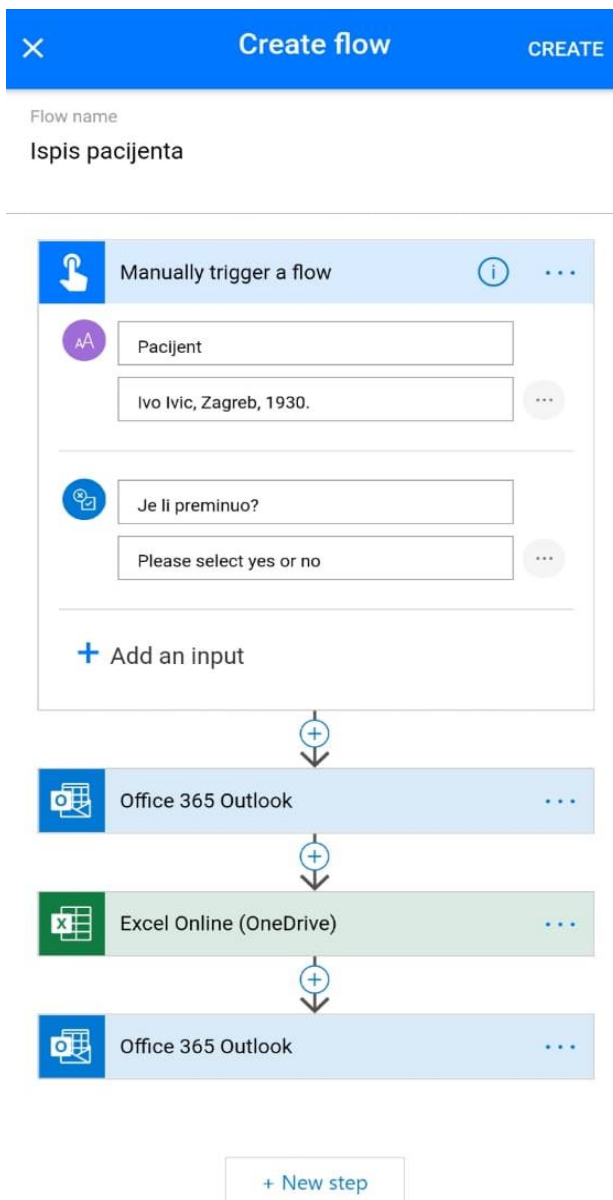 Create flow
CREATE
Flow name
Ispis pacijenta
Manually trigger a flow
Pacijent
Ivo Ivic, Zagreb, 1930.
Je li preminuo?
Please select yes or no
+ Add an input
Office 365 Outlook
Excel Online (OneDrive)
Office 365 Outlook
+ New step